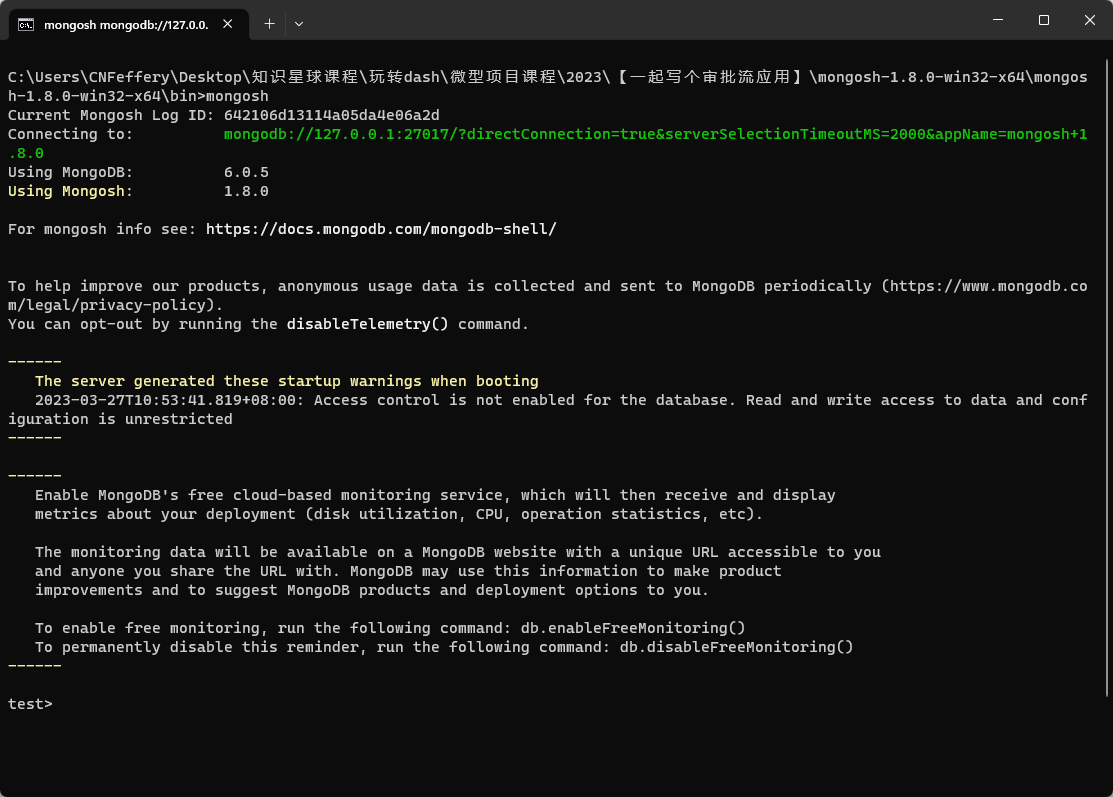 mongosh mongodb://127.0.0.
C:\Users\CNFeffery\Desktop\知识星球课程\玩转dash\微型项目课程\2023\【一起写个审批流应用】\mongosh-1.8.0-win32-x64\mongos
h-1.8.0-win32-x64\bin>mongosh
Current Mongosh Log ID: 642106d13114a05da4e06a2d
Connecting to:          mongodb://127.0.0.1:27017/?directConnection=true&serverSelectionTimeoutMS=2000&appName=mongosh+1
.8.0
Using MongoDB:          6.0.5
Using Mongosh:          1.8.0
For mongosh info see: https://docs.mongodb.com/mongodb-shell/
To help improve our products, anonymous usage data is collected and sent to MongoDB periodically (https://www.mongodb.co
m/legal/privacy-policy).
You can opt-out by running the disableTelemetry() command.
------
The server generated these startup warnings when booting
2023-03-27T10:53:41.819+08:00: Access control is not enabled for the database. Read and write access to data and conf
iguration is unrestricted
------
------
Enable MongoDB's free cloud-based monitoring service, which will then receive and display
metrics about your deployment (disk utilization, CPU, operation statistics, etc).
The monitoring data will be available on a MongoDB website with a unique URL accessible to you
and anyone you share the URL with. MongoDB may use this information to make product
improvements and to suggest MongoDB products and deployment options to you.
To enable free monitoring, run the following command: db.enableFreeMonitoring()
To permanently disable this reminder, run the following command: db.disableFreeMonitoring()
------
test>